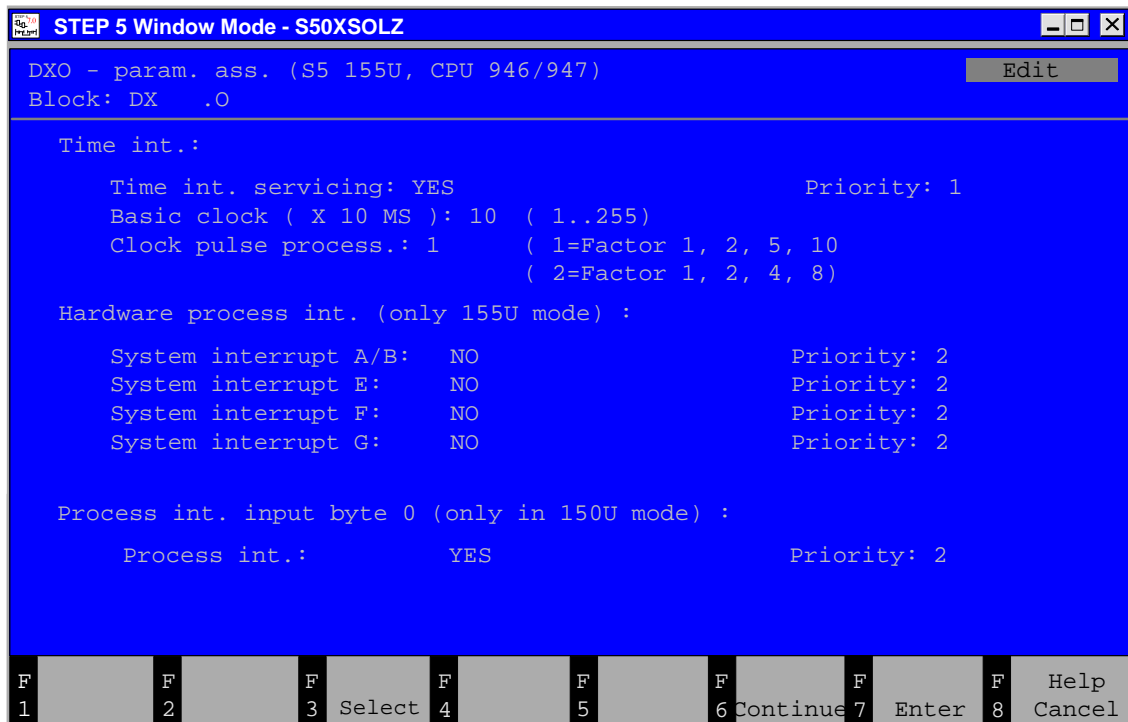 STEP 5 Window Mode - S50XSOLZ
DXO - param. ass. (S5 155U, CPU 946/947) Edit
Block: DX .O
Time int.:
Time int. servicing: YES Priority: 1
Basic clock ( X 10 MS ): 10 ( 1..255)
Clock pulse process.: 1 ( 1=Factor 1, 2, 5, 10
( 2=Factor 1, 2, 4, 8)
Hardware process int. (only 155U mode) :
System interrupt A/B: NO Priority: 2
System interrupt E: NO Priority: 2
System interrupt F: NO Priority: 2
System interrupt G: NO Priority: 2
Process int. input byte 0 (only in 150U mode) :
Process int.: YES Priority: 2
F F F F F F F F Help
1 2 3 Select 4 5 6 Continue 7 Enter 8 Cancel